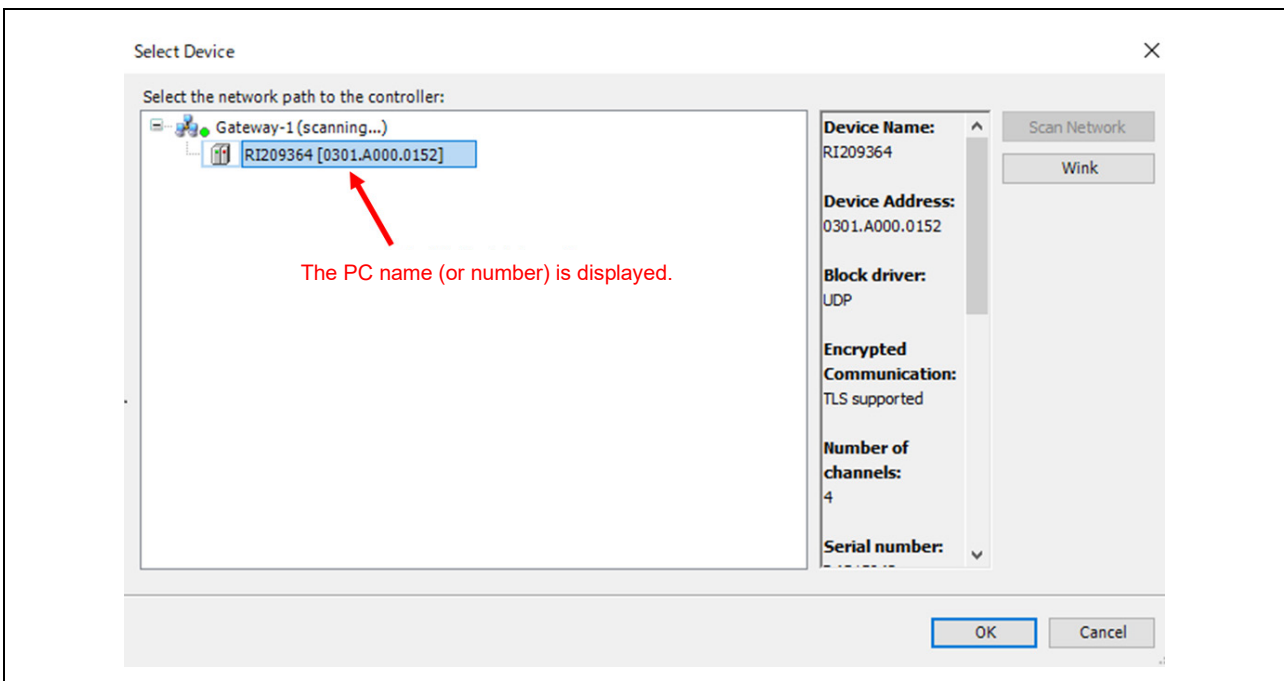 Select Device
Select the network path to the controller:
Gateway-1 (scanning...)
RI209364 [0301.A000.0152]
The PC name (or number) is displayed.
Device Name:
RI209364
Device Address:
0301.A000.0152
Block driver:
UDP
Encrypted
Communication:
TLS supported
Number of
channels:
4
Serial number:
Scan Network
Wink
OK
Cancel